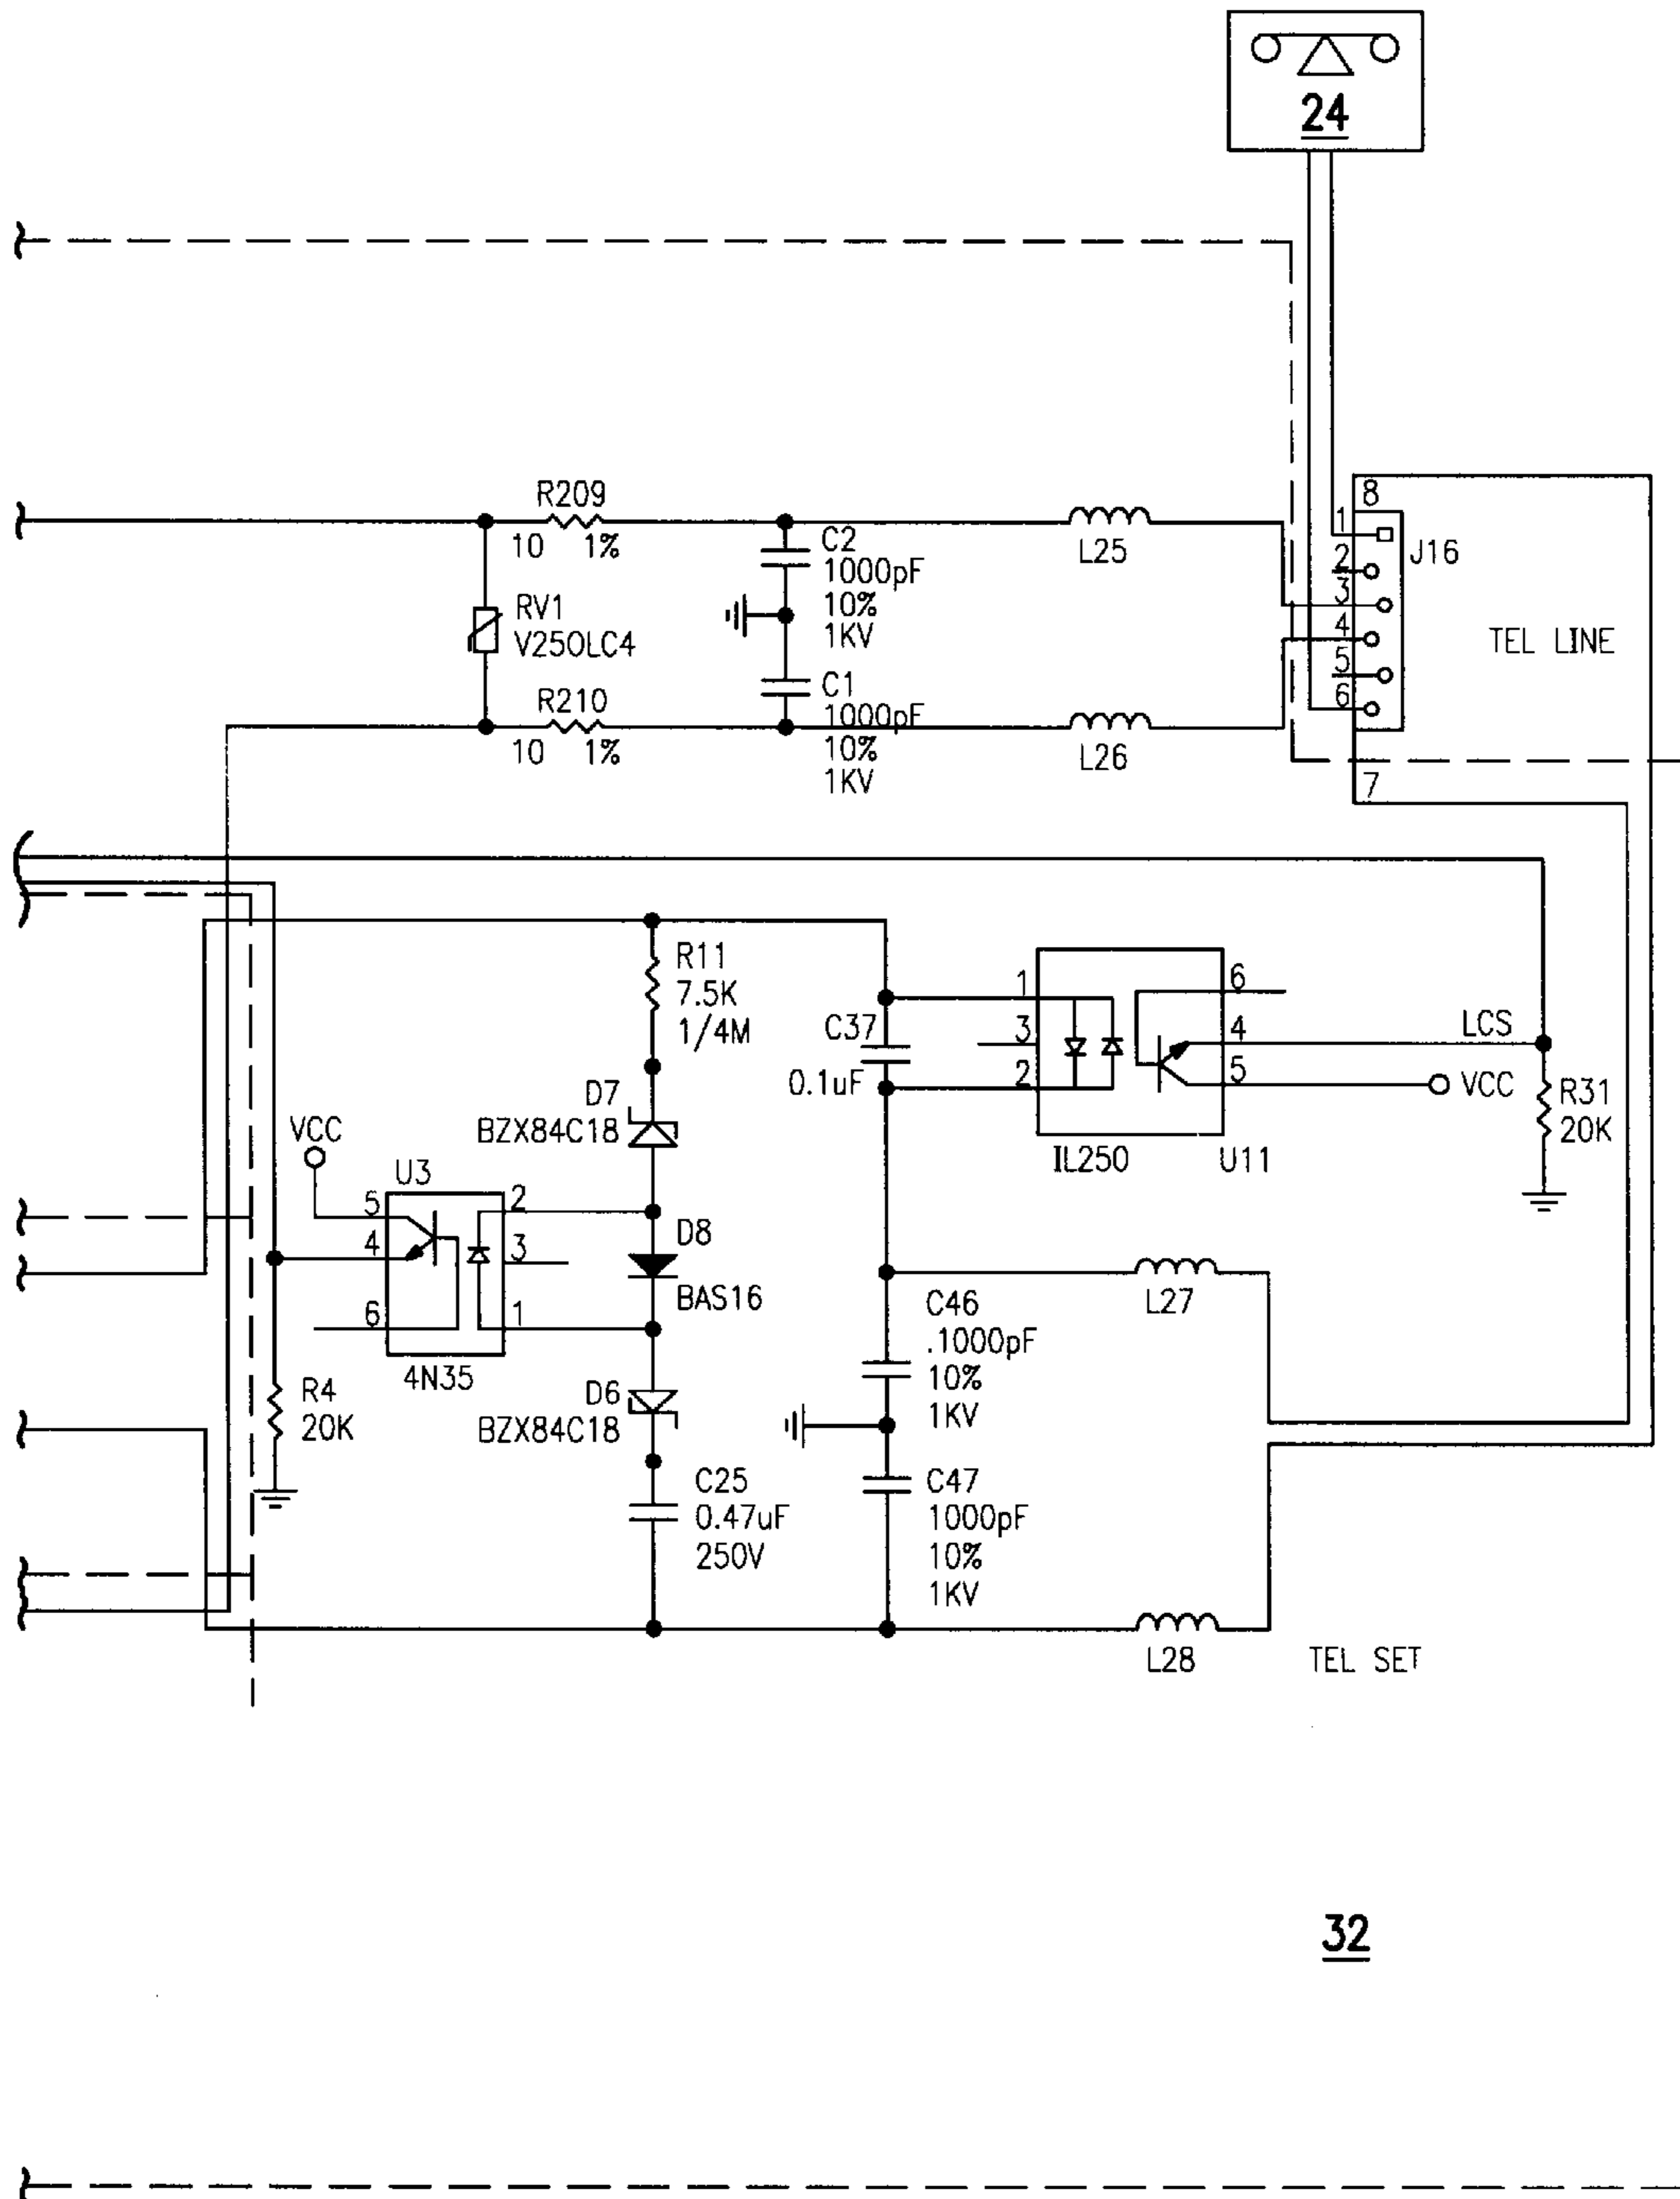 24
8
R209
1
J16
10 1%
C2
L25
2
1000pF
3
RV1
10%
4
V250LC4
1KV
TEL LINE
5
R210
C1
6
1000pF
10 1%
10%
L26
1KV
7
R11
7.5K
1/4M
1
6
C37
3
4
LCS
0.1uF
2
5
VCC
R31
20K
D7
BZX84C18
IL250
U11
VCC
U3
5
2
D8
4
3
BAS16
6
1
4N35
L27
C46
.1000pF
10%
1KV
R4
20K
D6
BZX84C18
C25
0.47uF
250V
C47
1000pF
10%
1KV
L28
TEL SET
32